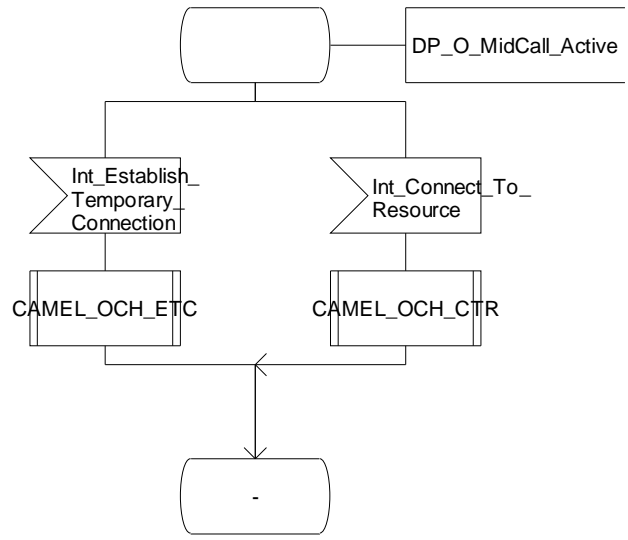 DP_O_MidCall_Active
Int_Establish_
Temporary_
Connection
Int_Connect_To_
Resource
CAMEL_OCH_ETC
CAMEL_OCH_CTR
-